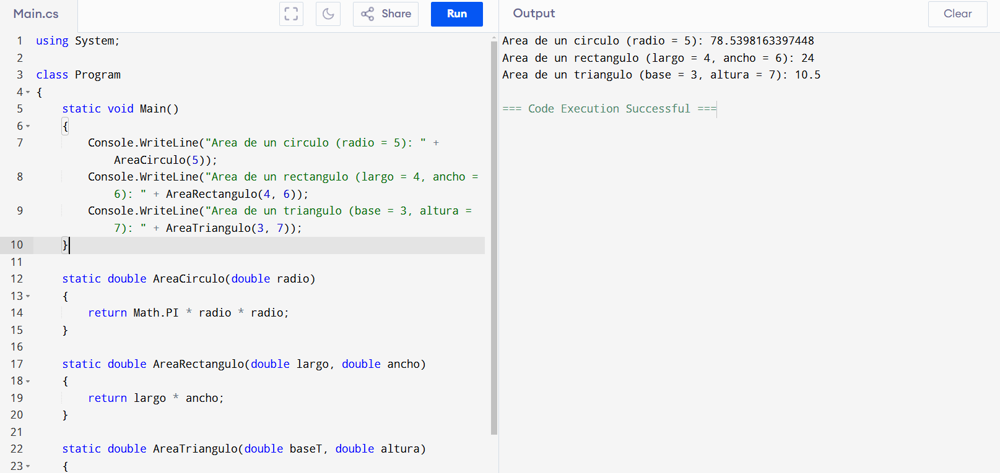 Main.cs
Share
Run
Output
Clear
1 using System;
2
3 class Program
4 {
5 static void Main()
6 {
7 Console.WriteLine("Area de un circulo (radio = 5): " +
AreaCirculo(5));
8 Console.WriteLine("Area de un rectangulo (largo = 4, ancho =
6): " + AreaRectangulo(4, 6));
9 Console.WriteLine("Area de un triangulo (base = 3, altura =
7): " + AreaTriangulo(3, 7));
10 }
11
12 static double AreaCirculo(double radio)
13 {
14 return Math.PI * radio * radio;
15 }
16
17 static double AreaRectangulo(double largo, double ancho)
18 {
19 return largo * ancho;
20 }
21
22 static double AreaTriangulo(double baseT, double altura)
23 {
Area de un circulo (radio = 5): 78.5398163397448
Area de un rectangulo (largo = 4, ancho = 6): 24
Area de un triangulo (base = 3, altura = 7): 10.5
=== Code Execution Successful ===